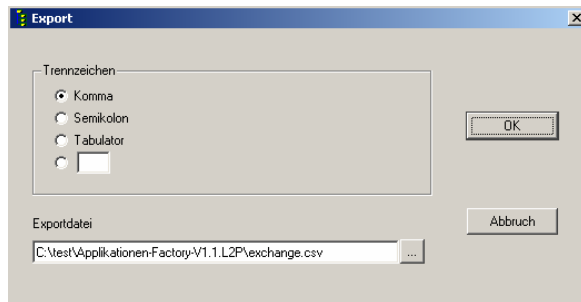 Export
Trennzeichen
Komma
Semikolon
Tabulator
OK
Exportdatei
Abbruch
C:\test\Applikationen-Factory-V1.1.L2P\exchange.csv
...